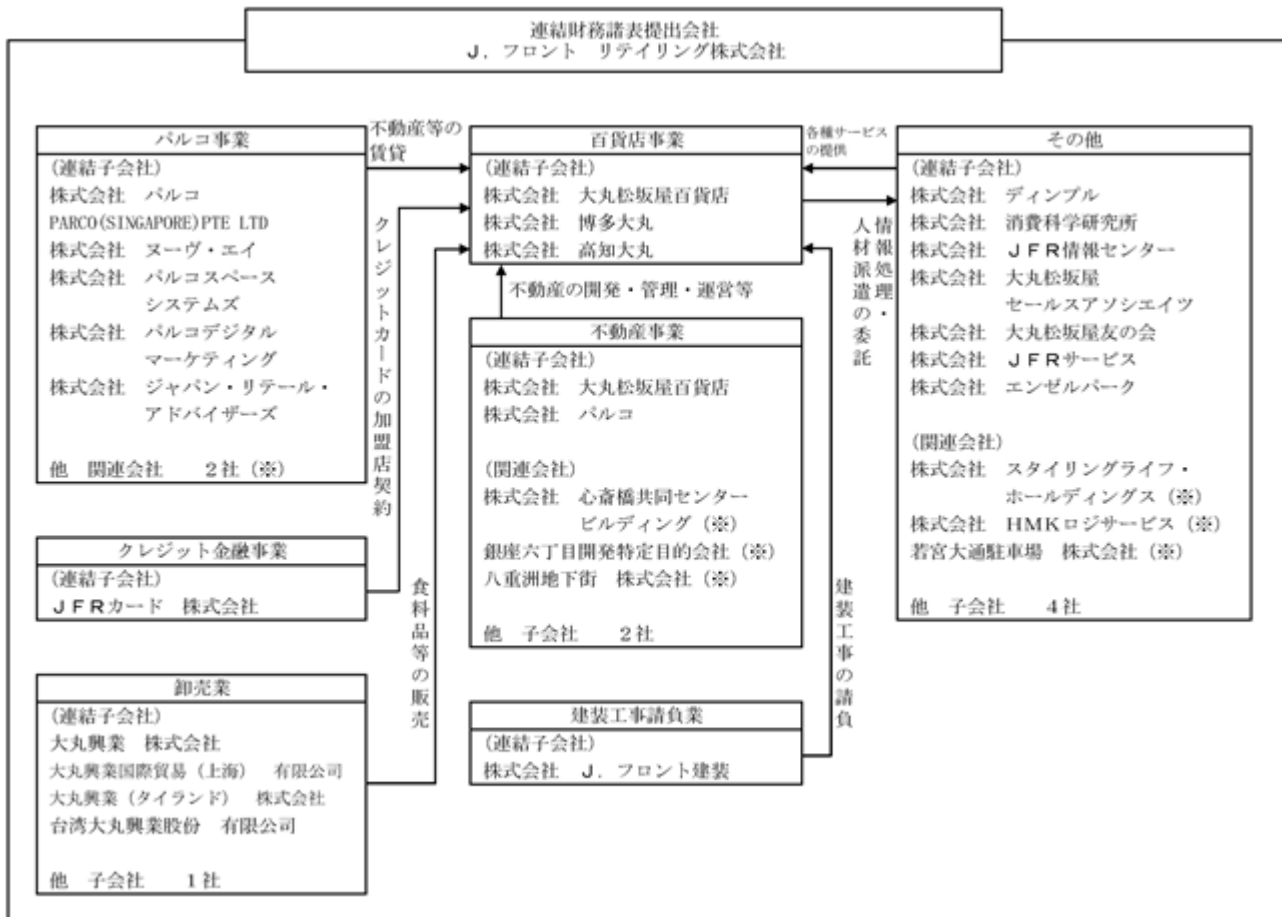 連結財務諸表提出会社
J. フロント リテイリング株式会社
パルコ事業
(連結子会社)
株式会社 パルコ
PARCO(SINGAPORE)PTE LTD
株式会社 ヌーヴ・エイ
株式会社 パルコスペース
システムズ
株式会社 パルコデジタル
マーケティング
株式会社 ジャパン・リテール・
アドバイザーズ
他 関連会社 2社 (※)
不動産等の
賃貸
クレジットカードの加盟店契約
クレジット金融事業
(連結子会社)
JFRカード 株式会社
卸売業
(連結子会社)
大丸興業 株式会社
大丸興業国際貿易(上海) 有限公司
大丸興業(タイランド) 株式会社
台湾大丸興業股份 有限公司
他 子会社 1社
食料品等の販売
百貨店事業
(連結子会社)
株式会社 大丸松坂屋百貨店
株式会社 博多大丸
株式会社 高知大丸
不動産の開発・管理・運営等
不動産事業
(連結子会社)
株式会社 大丸松坂屋百貨店
株式会社 パルコ
(関連会社)
株式会社 心斎橋共同センター
ビルディング (※)
銀座六丁目開発特定目的会社 (※)
八重洲地下街 株式会社 (※)
他 子会社 2社
建装工事請負業
(連結子会社)
株式会社 J. フロント建装
建装工事の請負
各種サービス
の提供
情報処理・
人材派遣の委託
その他
(連結子会社)
株式会社 ディンプル
株式会社 消費科学研究所
株式会社 JFR情報センター
株式会社 大丸松坂屋
セールスアソシエイツ
株式会社 大丸松坂屋友の会
株式会社 JFRサービス
株式会社 エンゼルパーク
(関連会社)
株式会社 スタイリングライフ・
ホールディングス (※)
株式会社 HMKロジサービス (※)
若宮大通駐車場 株式会社 (※)
他 子会社 4社